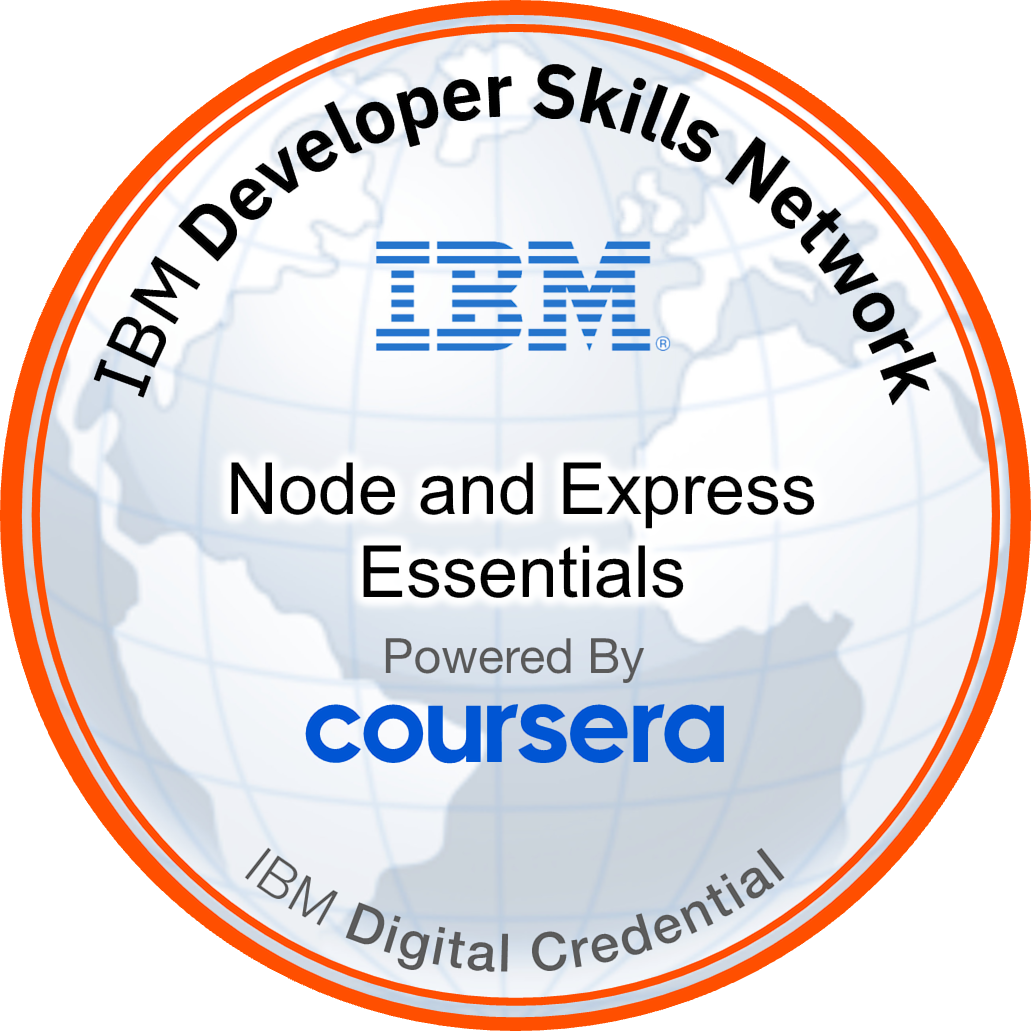 IBM Developer Skills Network
IBM®
Node and Express
Essentials
Powered By
coursera
IBM Digital Credential